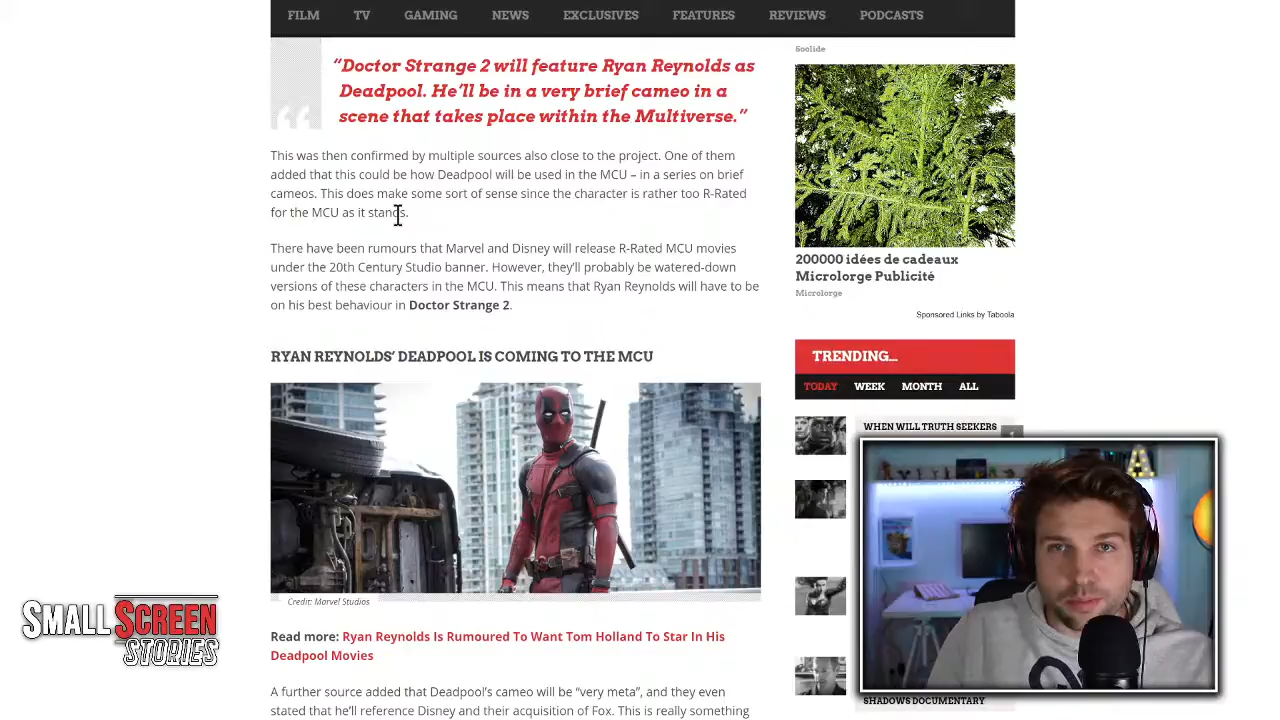 FILM TV GAMING NEWS EXCLUSIVES FEATURES REVIEWS PODCASTS
“Doctor Strange 2 will feature Ryan Reynolds as
Deadpool. He’ll be in a very brief cameo in a
scene that takes place within the Multiverse.”
This was then confirmed by multiple sources also close to the project. One of them
added that this could be how Deadpool will be used in the MCU – in a series on brief
cameos. This does make some sort of sense since the character is rather too R-Rated
for the MCU as it stands.
There have been rumours that Marvel and Disney will release R-Rated MCU movies
under the 20th Century Studio banner. However, they’ll probably be watered-down
versions of these characters in the MCU. This means that Ryan Reynolds will have to be
on his best behaviour in Doctor Strange 2.
RYAN REYNOLDS’ DEADPOOL IS COMING TO THE MCU
Credit: Marvel Studios
Read more: Ryan Reynolds Is Rumoured To Want Tom Holland To Star In His
Deadpool Movies
A further source added that Deadpool’s cameo will be “very meta”, and they even
stated that he’ll reference Disney and their acquisition of Fox. This is really something
5oolide
200000 idées de cadeaux
Microlorge Publicité
Microlorge
Sponsored Links by Taboola
TRENDING...
TODAY WEEK MONTH ALL
WHEN WILL TRUTH SEEKERS
SHADOWS DOCUMENTARY
SMALL SCREEN
STORIES